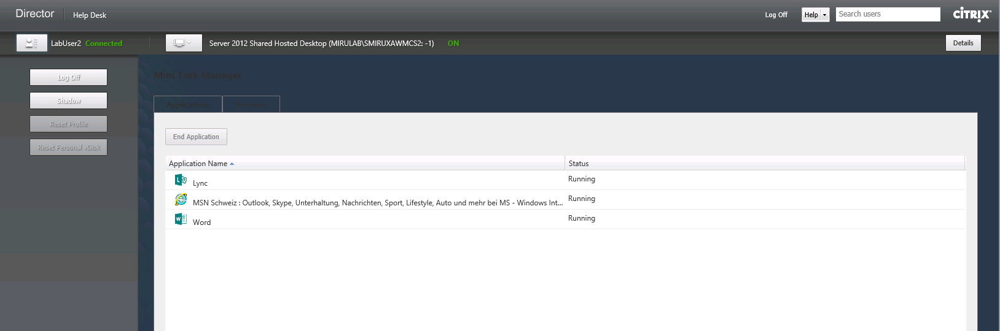 Director Help Desk Log Off Help Search users CITRIX
LabUser2 Connected Server 2012 Shared Hosted Desktop (MIRULAB\SMIRUXAWMCS2: -1) ON Details
Log Off
Shadow
Reset Profile
Reset Personal vDisk
Mini Task Manager
Applications Processes
End Application
Application Name Status
Lync Running
MSN Schweiz : Outlook, Skype, Unterhaltung, Nachrichten, Sport, Lifestyle, Auto und mehr bei MS - Windows Int... Running
Word Running